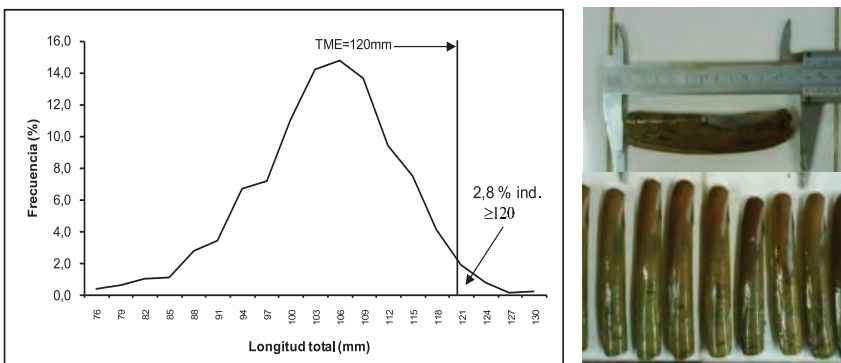 16,0
14,0
12,0
10,0
8,0
6,0
4,0
2,0
0,0
Frecuencia (%)
TME=120mm
2,8 % ind.
≥120
76 79 82 85 88 91 94 97 100 103 106 109 112 115 118 121 124 127 130
Longitud total (mm)